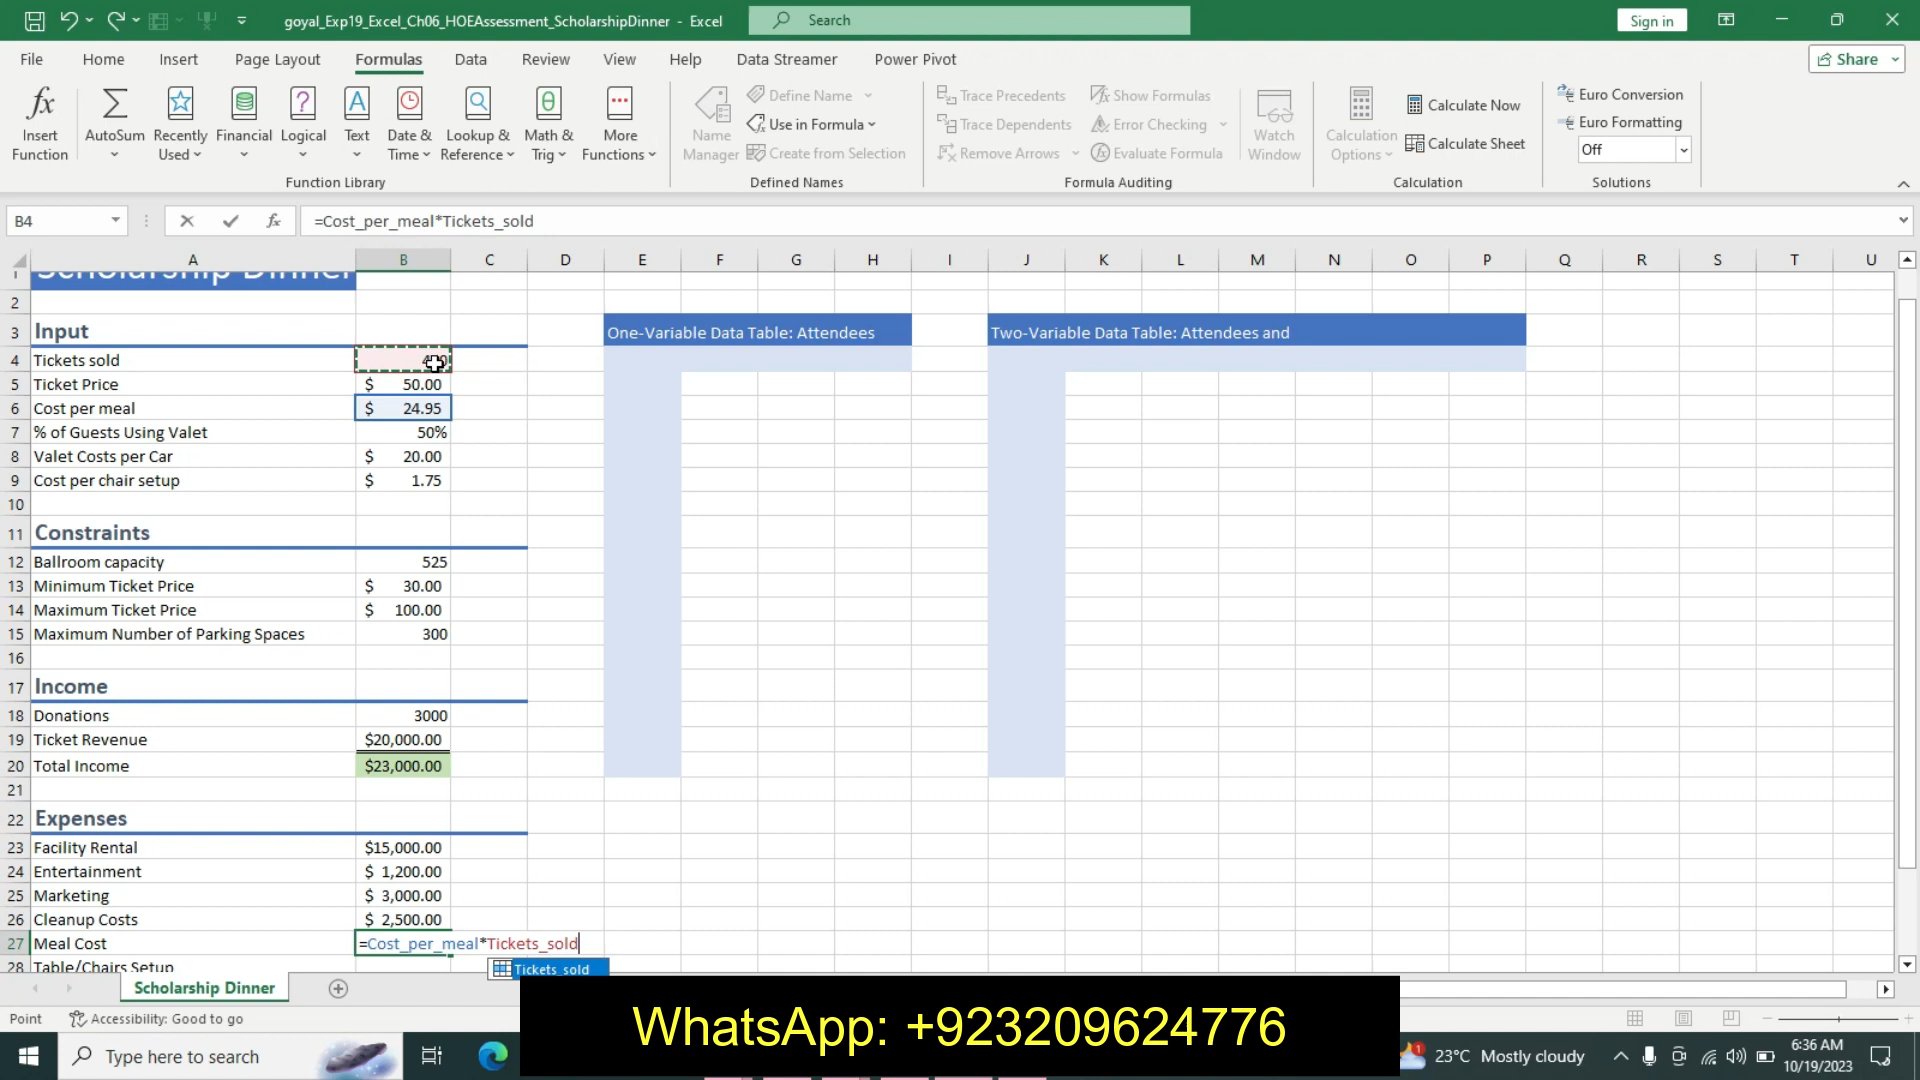 goyal_Exp19_Excel_Ch06_HOEAssessment_ScholarshipDinner - Excel
Search
Sign in
File Home Insert Page Layout Formulas Data Review View Help Data Streamer Power Pivot
Share
Insert Function
AutoSum
Recently Used
Financial
Logical
Text
Date & Time
Lookup & Reference
Math & Trig
More Functions
Function Library
Name Manager
Define Name
Use in Formula
Create from Selection
Defined Names
Trace Precedents
Trace Dependents
Remove Arrows
Show Formulas
Error Checking
Evaluate Formula
Formula Auditing
Watch Window
Calculation Options
Calculate Now
Calculate Sheet
Calculation
Euro Conversion
Euro Formatting
Off
Solutions
B4
fx
=Cost_per_meal*Tickets_sold
A B C D E F G H I J K L M N O P Q R S T U
1 Scholarship Dinner
2
3 Input One-Variable Data Table: Attendees Two-Variable Data Table: Attendees and
4 Tickets sold
5 Ticket Price $ 50.00
6 Cost per meal $ 24.95
7 % of Guests Using Valet 50%
8 Valet Costs per Car $ 20.00
9 Cost per chair setup $ 1.75
10
11 Constraints
12 Ballroom capacity 525
13 Minimum Ticket Price $ 30.00
14 Maximum Ticket Price $ 100.00
15 Maximum Number of Parking Spaces 300
16
17 Income
18 Donations 3000
19 Ticket Revenue $20,000.00
20 Total Income $23,000.00
21
22 Expenses
23 Facility Rental $15,000.00
24 Entertainment $ 1,200.00
25 Marketing $ 3,000.00
26 Cleanup Costs $ 2,500.00
27 Meal Cost =Cost_per_meal*Tickets_sold
28 Table/Chairs Setup
Tickets_sold
Scholarship Dinner
Point
Accessibility: Good to go
WhatsApp: +923209624776
Type here to search
1
23°C Mostly cloudy
6:36 AM
10/19/2023